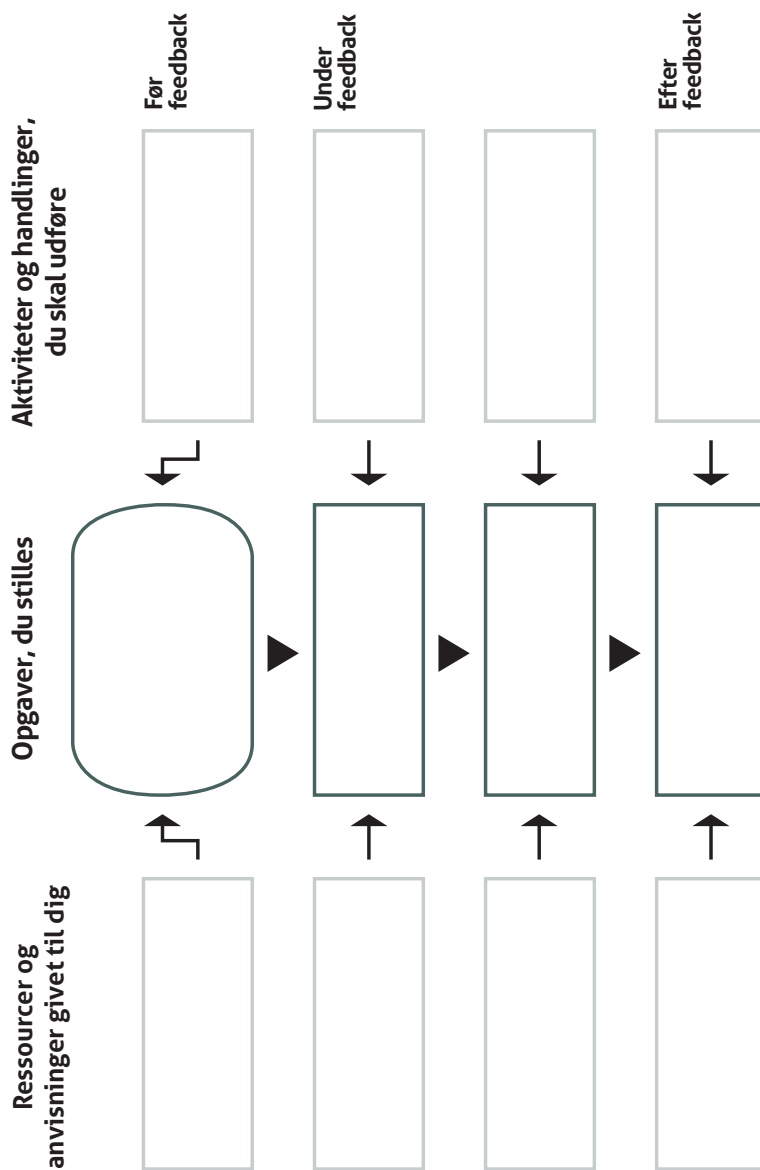 Ressourcer og
anvisninger givet til dig
Opgaver, du stilles
Aktiviteter og handlinger,
du skal udføre
Før
feedback
Under
feedback
Efter
feedback